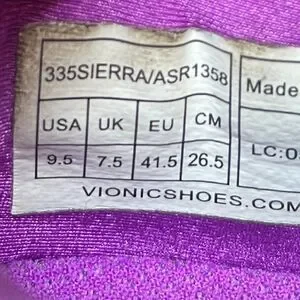 335SIERRA/ASR1358
Made
USA UK EU CM
LC:0
9.5 7.5 41.5 26.5
VIONICSHOES.COM